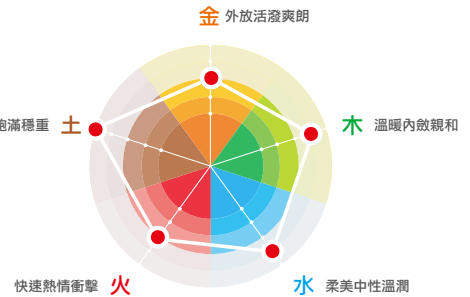 金 外放活潑爽朗
飽滿穩重 土
木 溫暖內斂親和
快速熱情衝擊 火
水 柔美中性溫潤